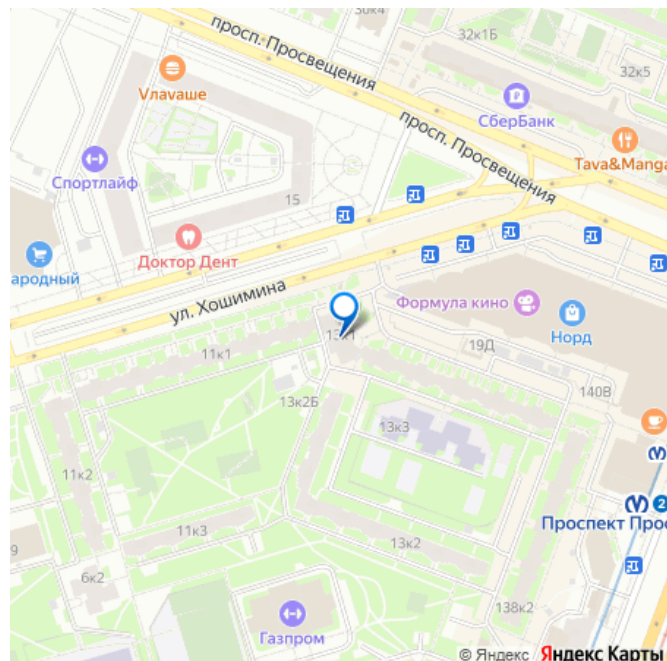 30к4
просп. Просвещения
32к1Б
32к5
Vлаvаше
СберБанк
просп. Просвещения
Tava&Manga
Спортлайф
15
Доктор Дент
ародный
ул. Хошимина
Формула кино
Норд
13к1
19Д
11к1
140В
13к2Б
13к3
11к2
2
Проспект Прос
11к3
13к2
9
6к2
138к2
Газпром
© Яндекс Яндекс Карты